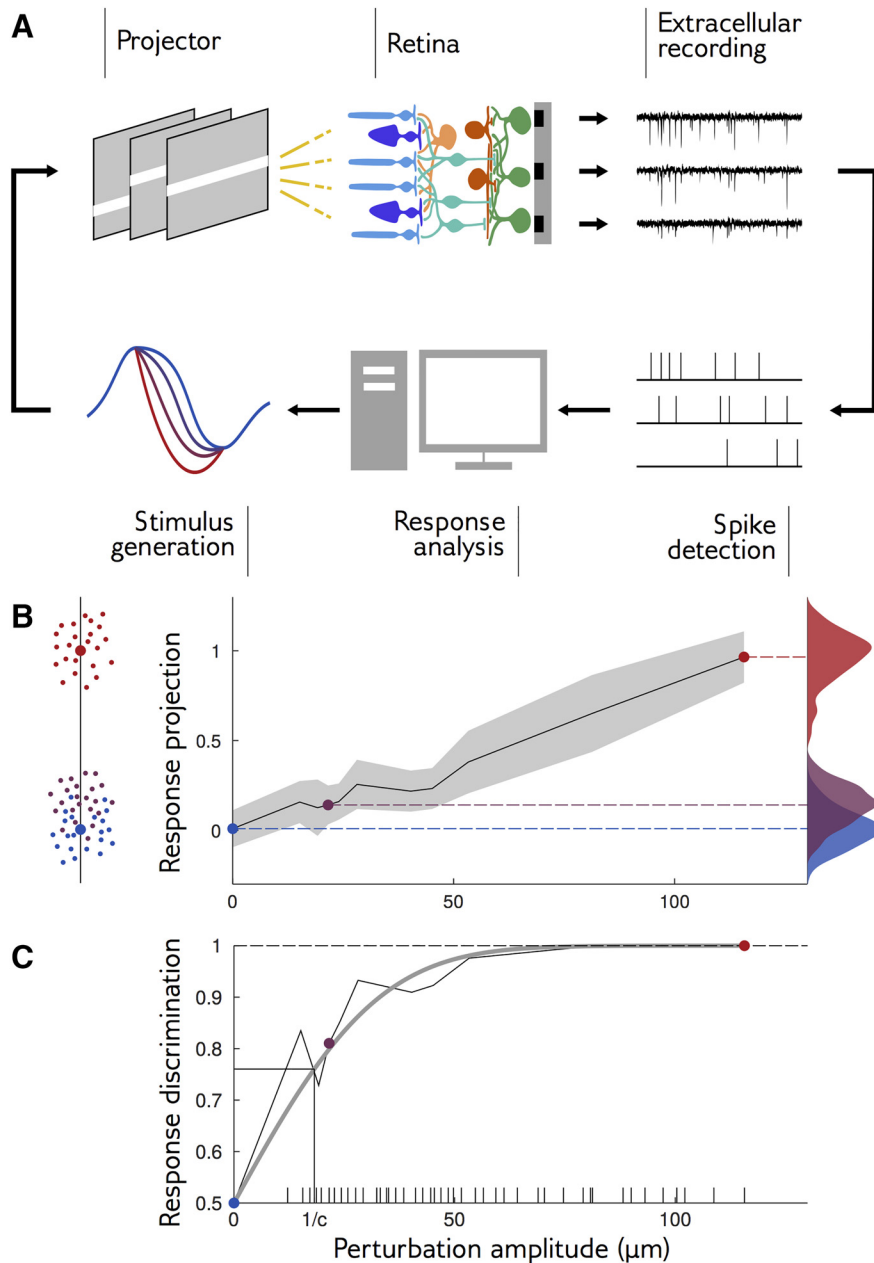 A
Projector
Retina
Extracellular
recording
Stimulus
generation
Response
analysis
Spike
detection
B
Response projection
1
0.5
0
0
50
100
C
Response discrimination
1
0.9
0.8
0.7
0.6
0.5
0
1/c
50
100
Perturbation amplitude (μm)